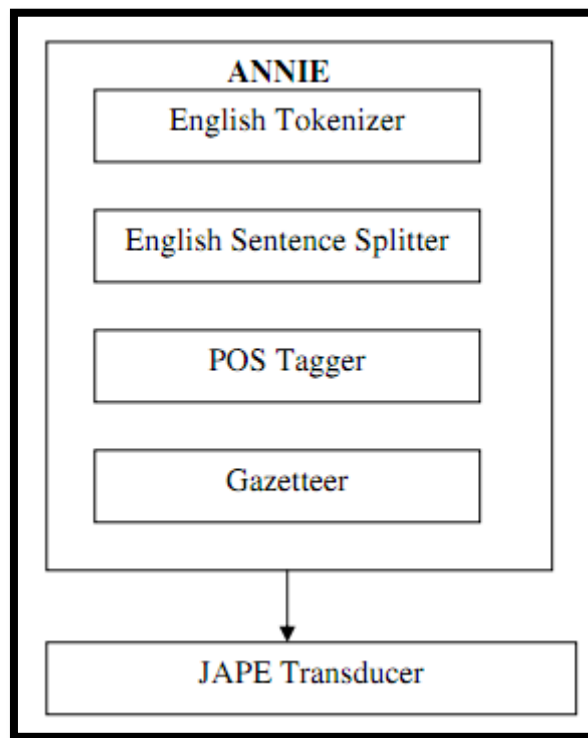 ANNIE
English Tokenizer
English Sentence Splitter
POS Tagger
Gazetteer
JAPE Transducer